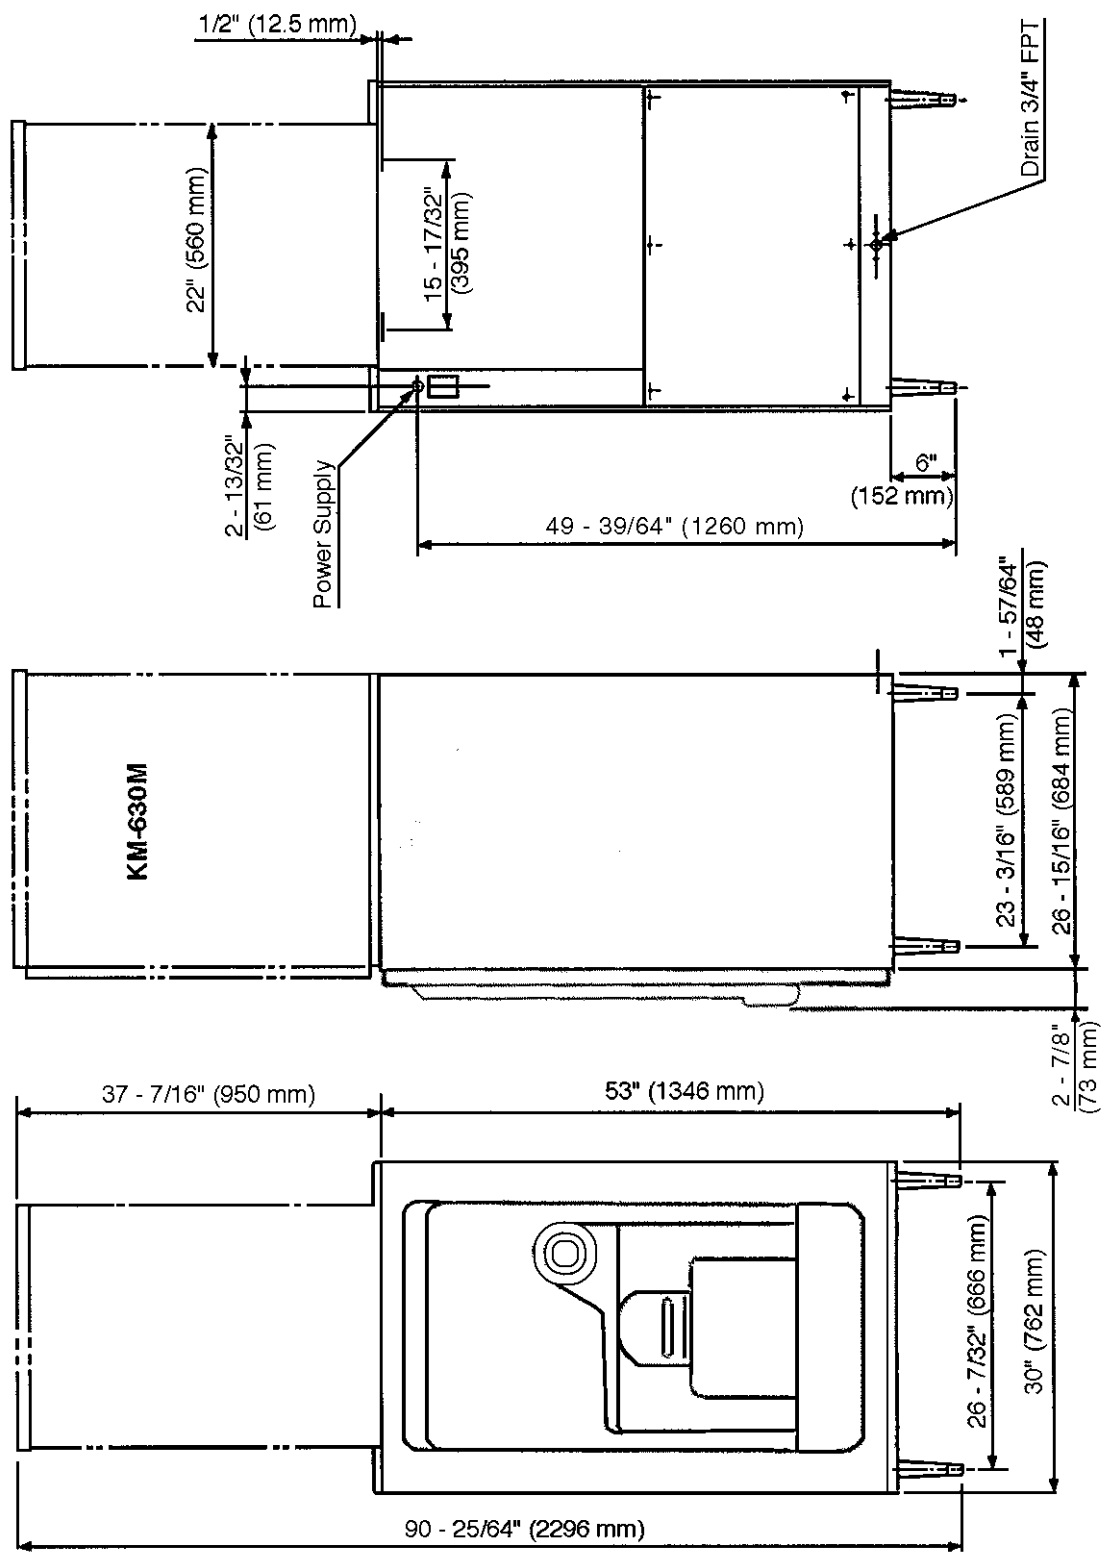 1/2" (12.5 mm)
22" (560 mm)
15 - 17/32"
(395 mm)
2 - 13/32"
(61 mm)
Power Supply
Drain 3/4" FPT
6"
(152 mm)
49 - 39/64" (1260 mm)
KM-630M
1 - 57/64"
(48 mm)
23 - 3/16" (589 mm)
26 - 15/16" (684 mm)
2 - 7/8"
(73 mm)
37 - 7/16" (950 mm)
53" (1346 mm)
26 - 7/32" (666 mm)
30" (762 mm)
90 - 25/64" (2296 mm)